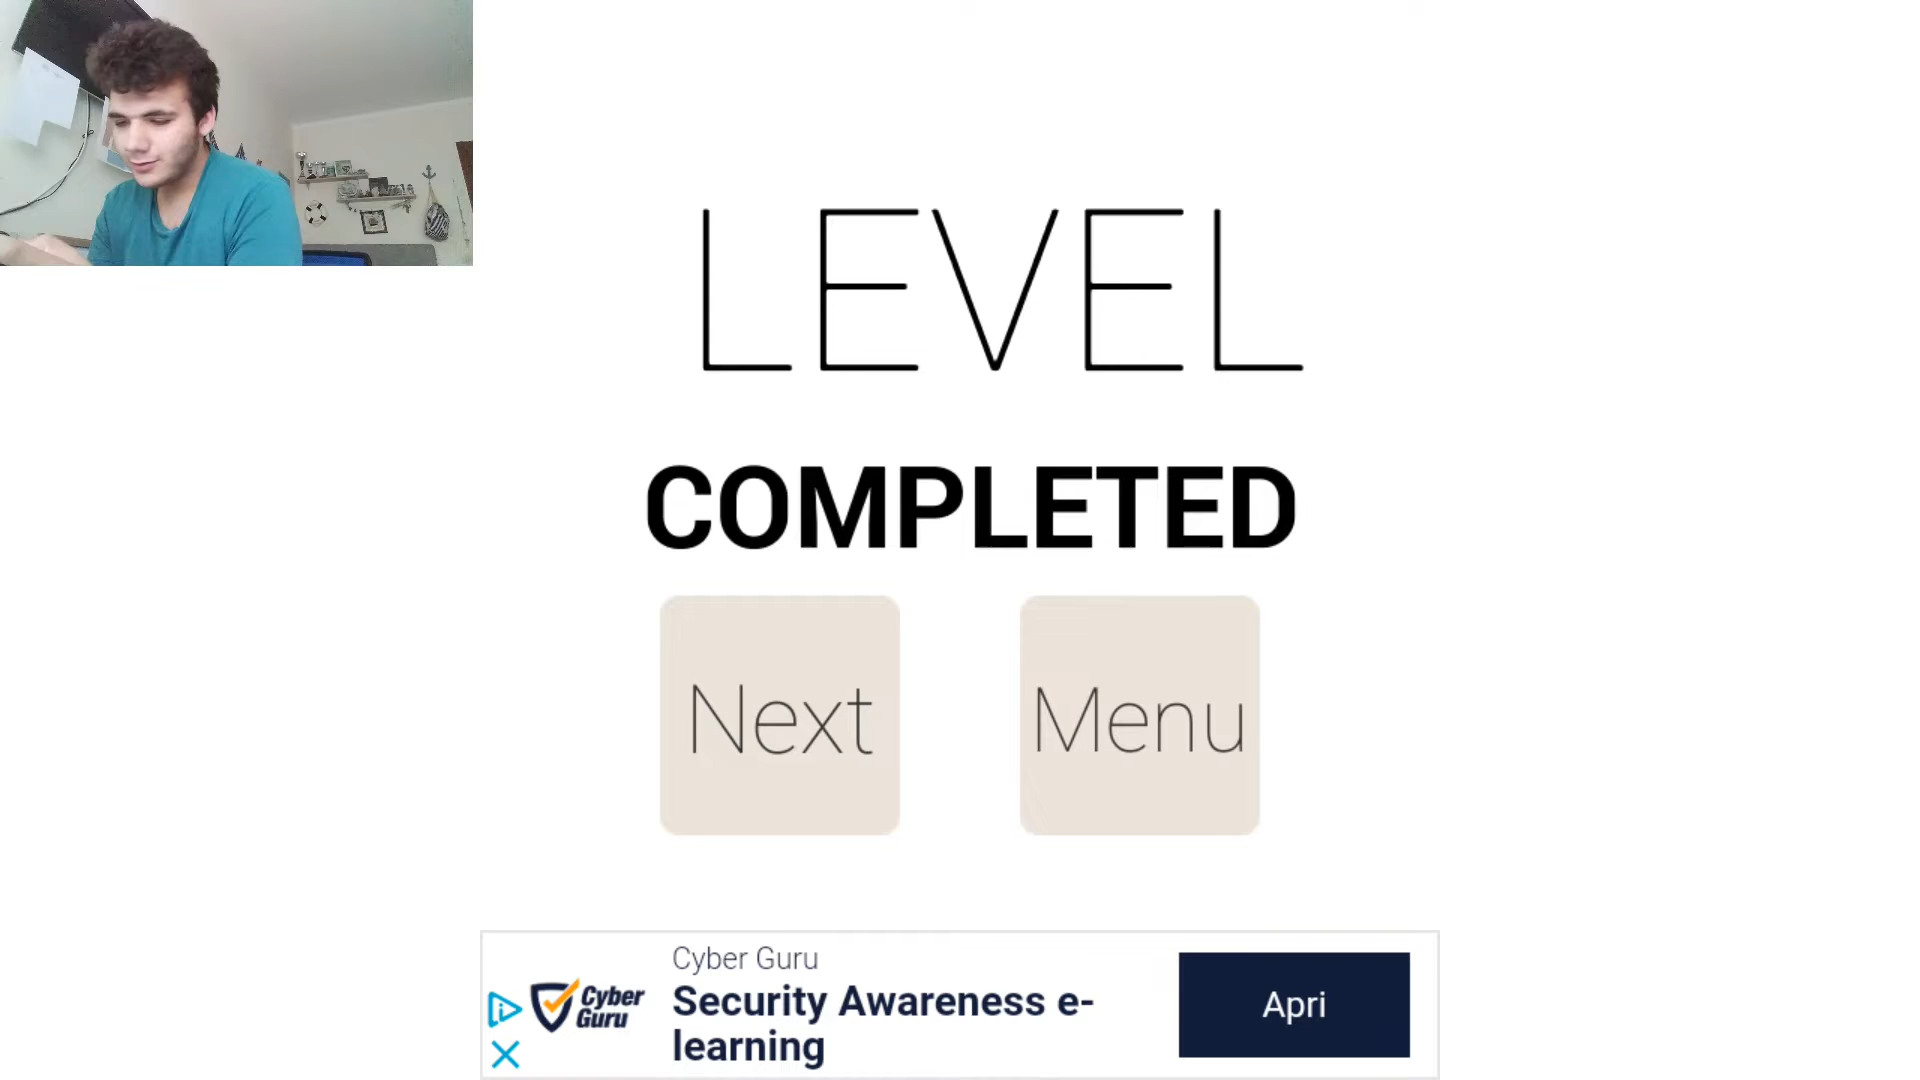 LEVEL
COMPLETED
Next
Menu
Cyber Guru
Cyber
Guru
Security Awareness e-
learning
Apri